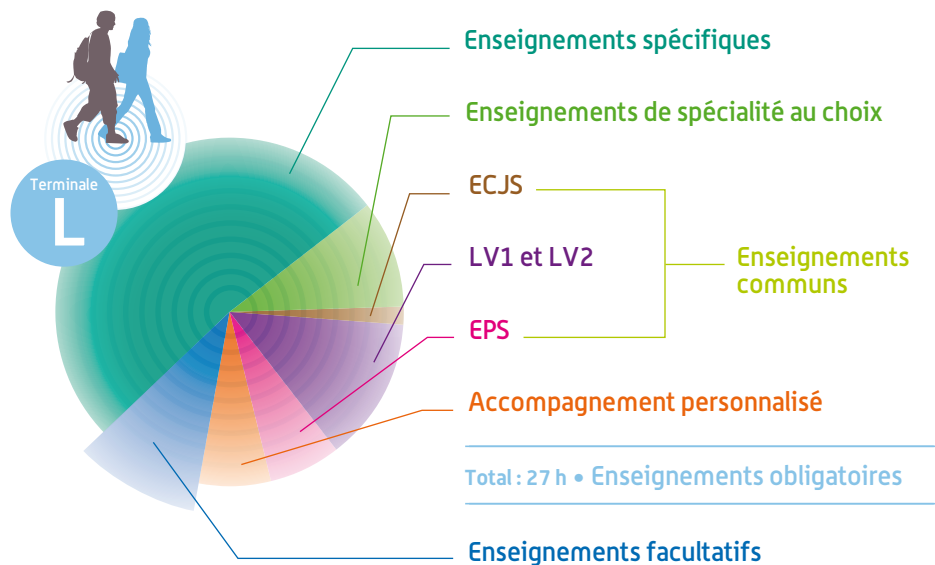 Enseignements spécifiques
Enseignements de spécialité au choix
Terminale
L
ECJS
LV1 et LV2
EPS
Enseignements
communs
Accompagnement personnalisé
Total : 27 h • Enseignements obligatoires
Enseignements facultatifs